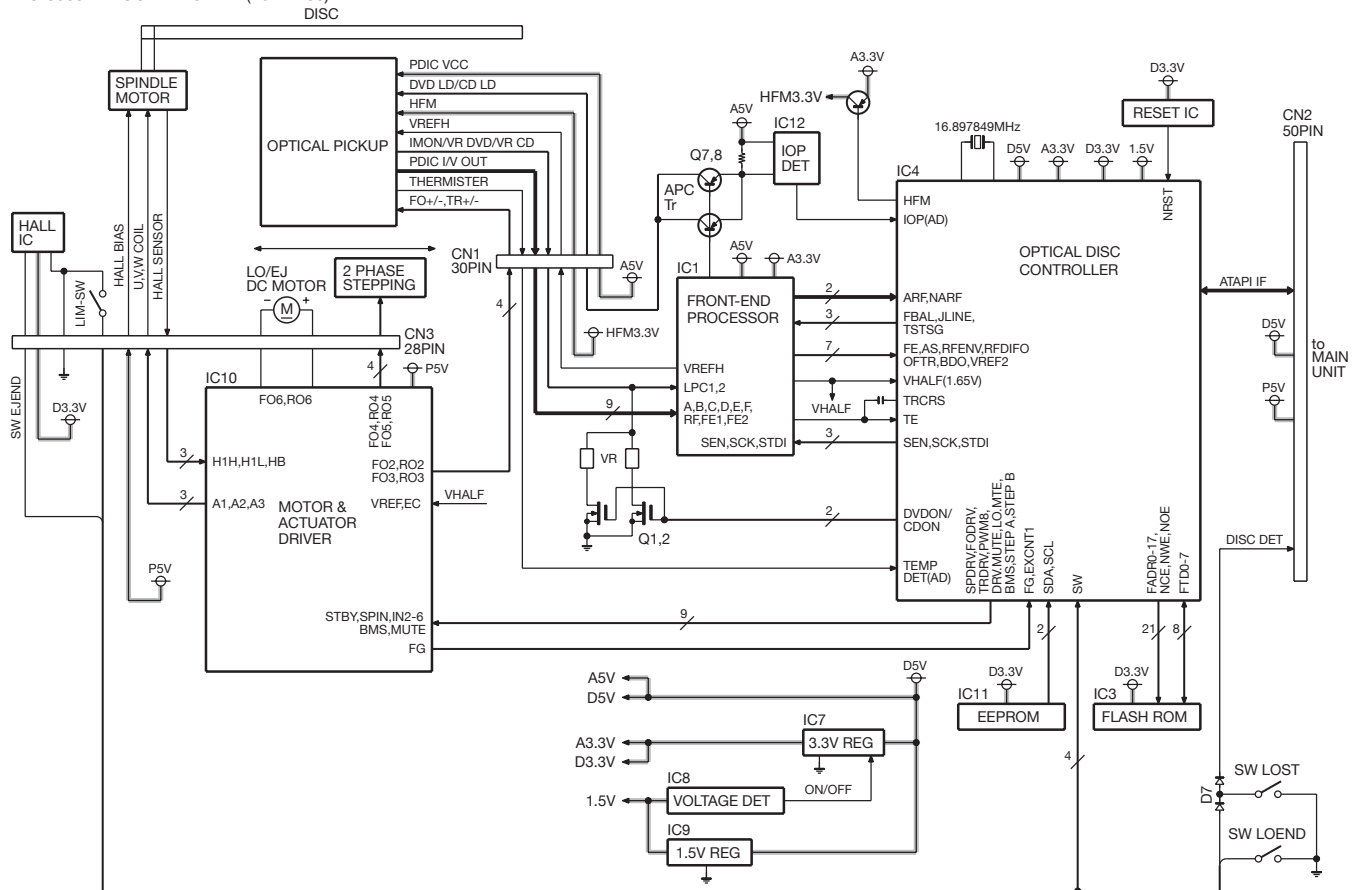 DISC
SPINDLE
MOTOR
OPTICAL PICKUP
PDIC VCC
DVD LD/CD LD
HFM
VREFH
IMON/VR DVD/VR CD
PDIC I/V OUT
THERMISTER
FO+/-,TR+/-
A3.3V
HFM3.3V
A5V
IC12
IOP
DET
Q7,8
APC
Tr
16.897849MHz
D5V
A3.3V
D3.3V
1.5V
D3.3V
RESET IC
CN2
50PIN
HALL
IC
LIM-SW
HALL BIAS
U,V,W COIL
HALL SENSOR
LO/EJ
DC MOTOR
M
−
+
2 PHASE
STEPPING
CN1
30PIN
4
A5V
HFM3.3V
CN3
28PIN
4
P5V
SW EJEND
D3.3V
P5V
IC10
FO6,RO6
FO4,RO4
FO5,RO5
3
H1H,H1L,HB
3
A1,A2,A3
MOTOR &
ACTUATOR
DRIVER
FO2,RO2
FO3,RO3
VREF,EC
VHALF
STBY,SPIN,IN2-6
BMS,MUTE
FG
9
IC1
A5V
A3.3V
FRONT-END
PROCESSOR
VREFH
LPC1,2
9
A,B,C,D,E,F,
RF,FE1,FE2
SEN,SCK,STDI
2
3
7
VHALF
3
VR
Q1,2
2
IC4
OPTICAL DISC
CONTROLLER
NRST
HFM
IOP(AD)
ARF,NARF
FBAL,JLINE,
TSTSG
FE,AS,RFENV,RFDIFO
OFTR,BDO,VREF2
VHALF(1.65V)
TRCRS
TE
SEN,SCK,STDI
DVDON/
CDON
TEMP
DET(AD)
SPDRV,FODRV,
TRDRV,PWM8,
DRV.MUTE,LO.MTE,
BMS,STEP A,STEP B
FG,EXCNT1
SDA,SCL
SW
FADR0-17,
NCE,NWE,NOE
FTD0-7
ATAPI IF
D5V
P5V
to
MAIN
UNIT
DISC DET
2
21
8
4
D3.3V
IC11
EEPROM
D3.3V
IC3
FLASH ROM
D5V
A5V
D5V
A3.3V
D3.3V
1.5V
IC7
3.3V REG
IC8
VOLTAGE DET
ON/OFF
IC9
1.5V REG
D7
SW LOST
SW LOEND